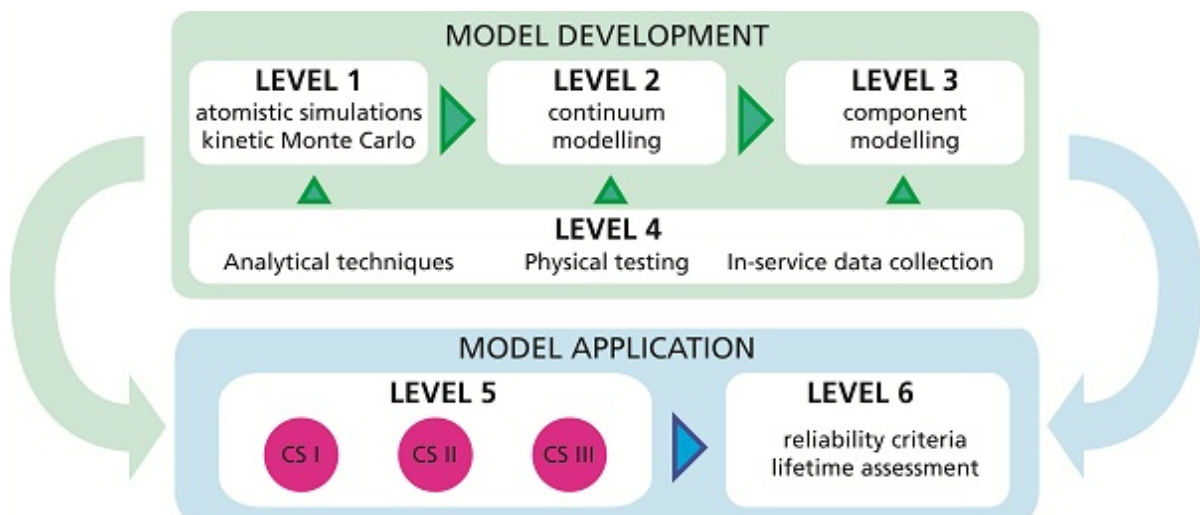 MODEL DEVELOPMENT
LEVEL 1
atomistic simulations
kinetic Monte Carlo
LEVEL 2
continuum
modelling
LEVEL 3
component
modelling
LEVEL 4
Analytical techniques
Physical testing
In-service data collection
MODEL APPLICATION
LEVEL 5
CS I
CS II
CS III
LEVEL 6
reliability criteria
lifetime assessment